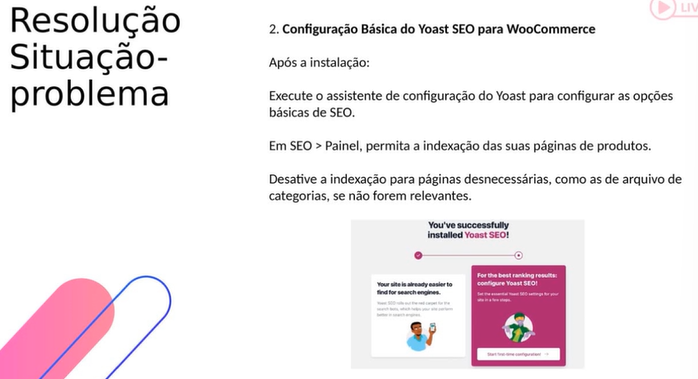 Resolução
Situação-
problema
LIV
2. Configuração Básica do Yoast SEO para WooCommerce
Após a instalação:
Execute o assistente de configuração do Yoast para configurar as opções
básicas de SEO.
Em SEO > Painel, permita a indexação das suas páginas de produtos.
Desative a indexação para páginas desnecessárias, como as de arquivo de
categorias, se não forem relevantes.
You've successfully
installed Yoast SEO!
Your site is already easier to
find for search engines.
Yoast SEO rolls out the red carpet for the
search bots, which helps your site perform
better in search engines.
For the best ranking results:
configure Yoast SEO!
Set the essential Yoast SEO settings for your
site in a few steps.
Start first-time configuration